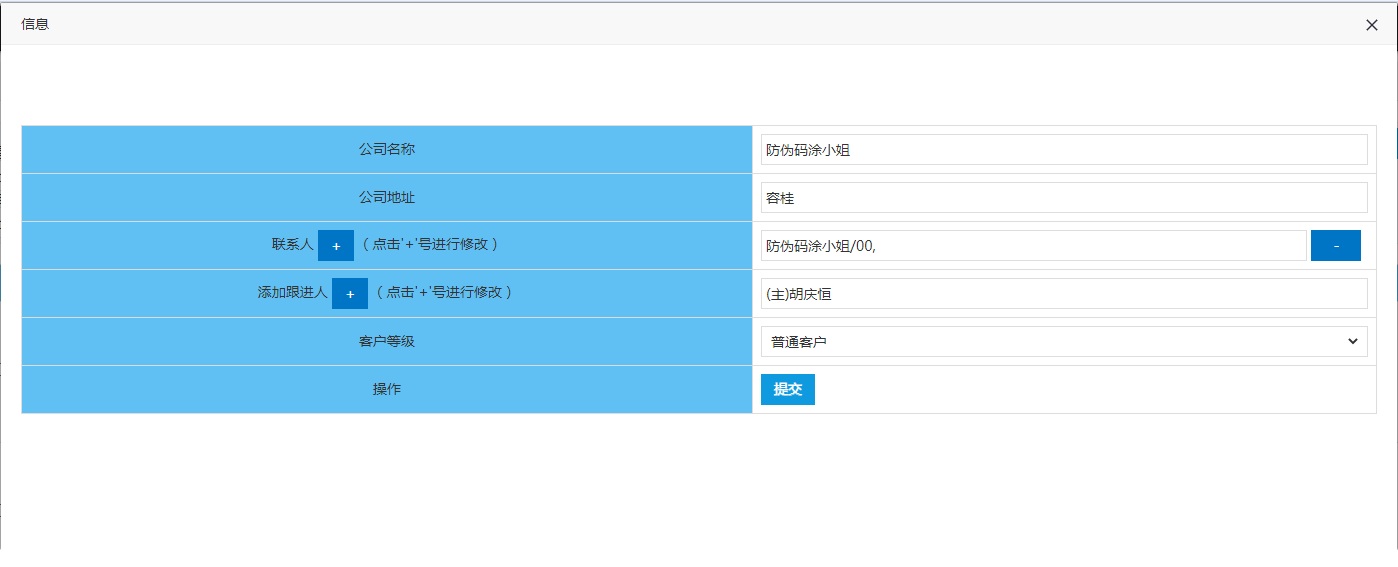 信息
公司名称 防伪码涂小姐
公司地址 容桂
联系人 + （点击'+'号进行修改） 防伪码涂小姐/00, -
添加跟进人 + （点击'+'号进行修改） (主)胡庆恒
客户等级 普通客户
操作 提交